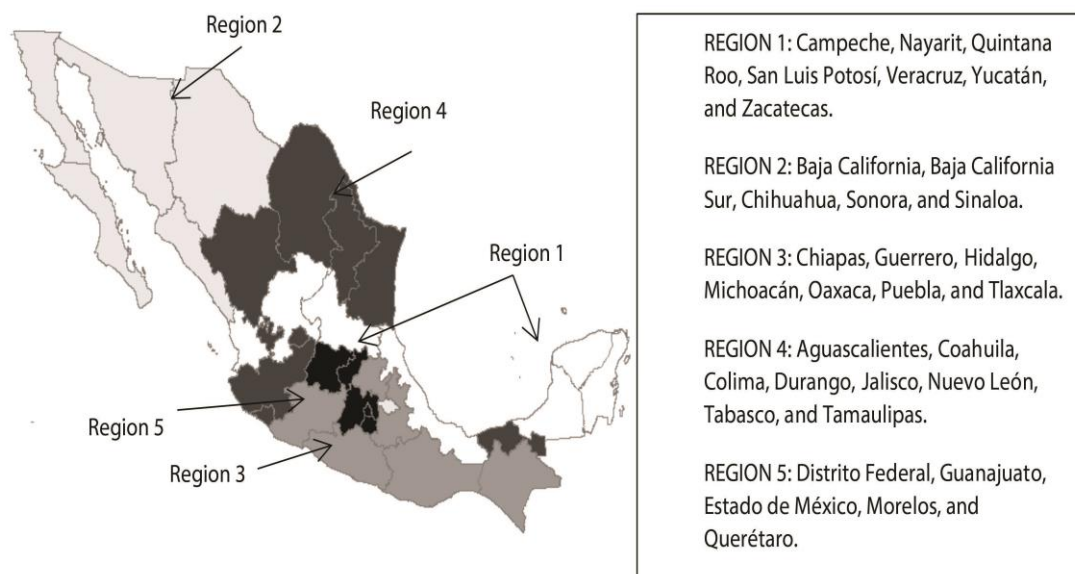 Region 2
Region 4
Region 1
Region 5
Region 3
REGION 1: Campeche, Nayarit, Quintana
Roo, San Luis Potosí, Veracruz, Yucatán,
and Zacatecas.
REGION 2: Baja California, Baja California
Sur, Chihuahua, Sonora, and Sinaloa.
REGION 3: Chiapas, Guerrero, Hidalgo,
Michoacán, Oaxaca, Puebla, and Tlaxcala.
REGION 4: Aguascalientes, Coahuila,
Colima, Durango, Jalisco, Nuevo León,
Tabasco, and Tamaulipas.
REGION 5: Distrito Federal, Guanajuato,
Estado de México, Morelos, and
Querétaro.